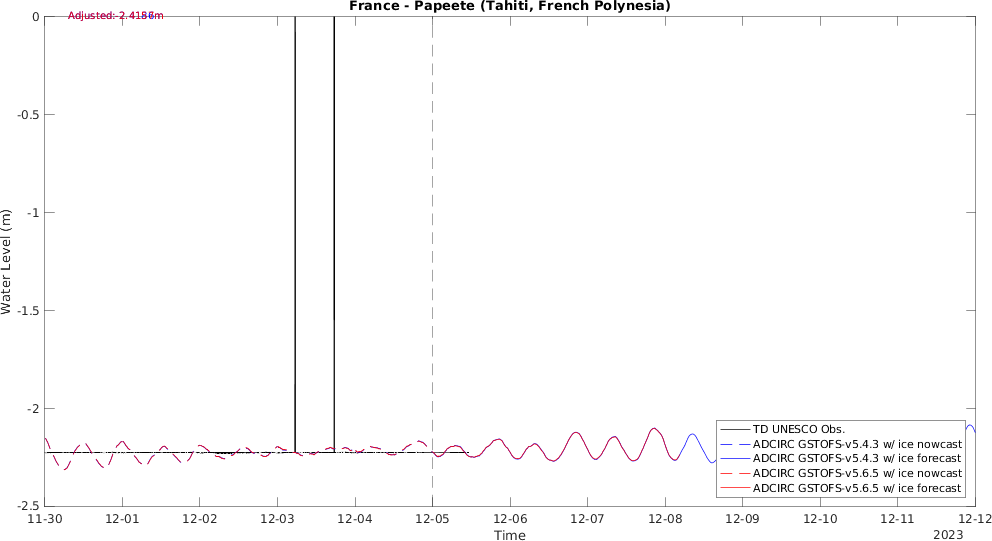 France - Papeete (Tahiti, French Polynesia)
0
-0.5
-1
-1.5
-2
-2.5
Water Level (m)
TD UNESCO Obs.
ADCIRC GSTOFS-v5.4.3 w/ ice nowcast
ADCIRC GSTOFS-v5.4.3 w/ ice forecast
ADCIRC GSTOFS-v5.6.5 w/ ice nowcast
ADCIRC GSTOFS-v5.6.5 w/ ice forecast
11-30 12-01 12-02 12-03 12-04 12-05 12-06 12-07 12-08 12-09 12-10 12-11 12-12
Time
2023
Adjusted: